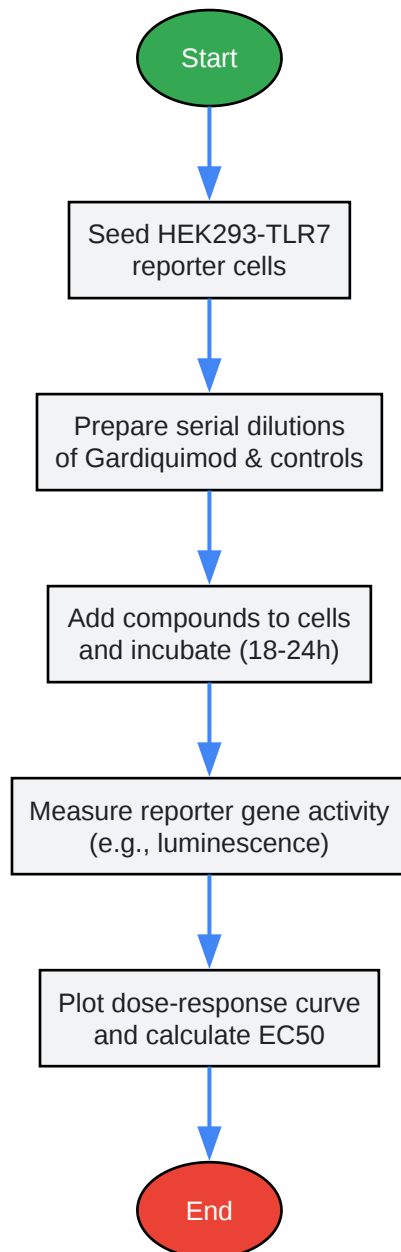 Start
Seed HEK293-TLR7
reporter cells
Prepare serial dilutions
of Gardiquimod & controls
Add compounds to cells
and incubate (18-24h)
Measure reporter gene activity
(e.g., luminescence)
Plot dose-response curve
and calculate EC50
End